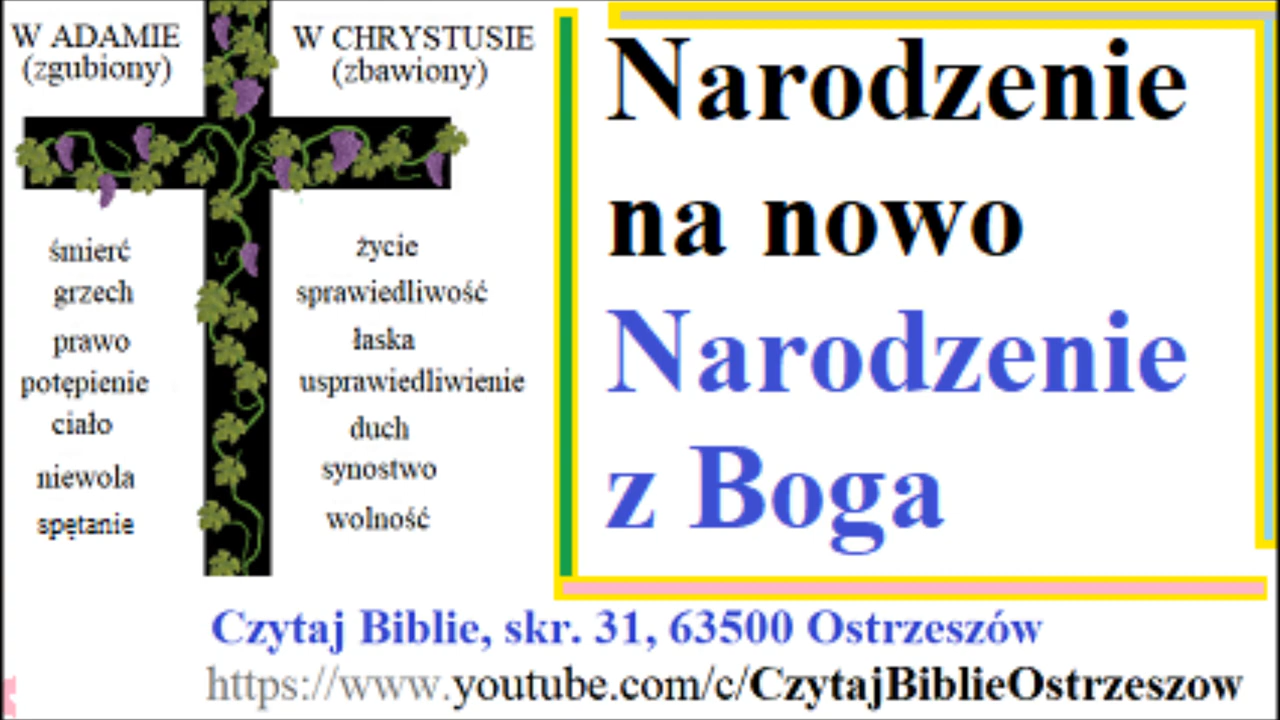 W ADAMIE
(zgubiony)
W CHRYSTUSIE
(zbawiony)
śmierć
grzech
prawo
potępienie
ciało
niewola
spętanie
życie
sprawiedliwość
łaska
usprawiedliwienie
duch
synostwo
wolność
Narodzenie
na nowo
Narodzenie
z Boga
Czytaj Biblie, skr. 31, 63500 Ostrzeszów
https://www.youtube.com/c/CzytajBiblieOstrzeszow